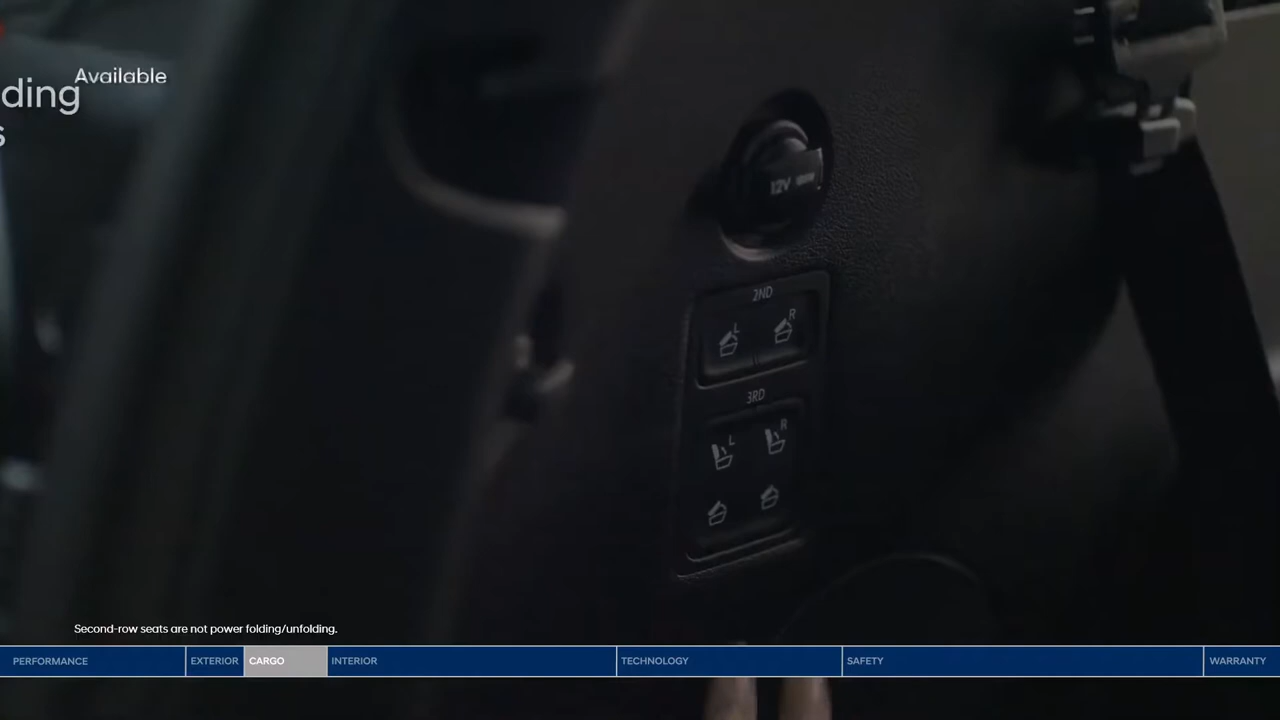 Available
ding
s
12V
2ND
L R
3RD
L R
Second-row seats are not power folding/unfolding.
PERFORMANCE EXTERIOR CARGO INTERIOR TECHNOLOGY SAFETY WARRANTY